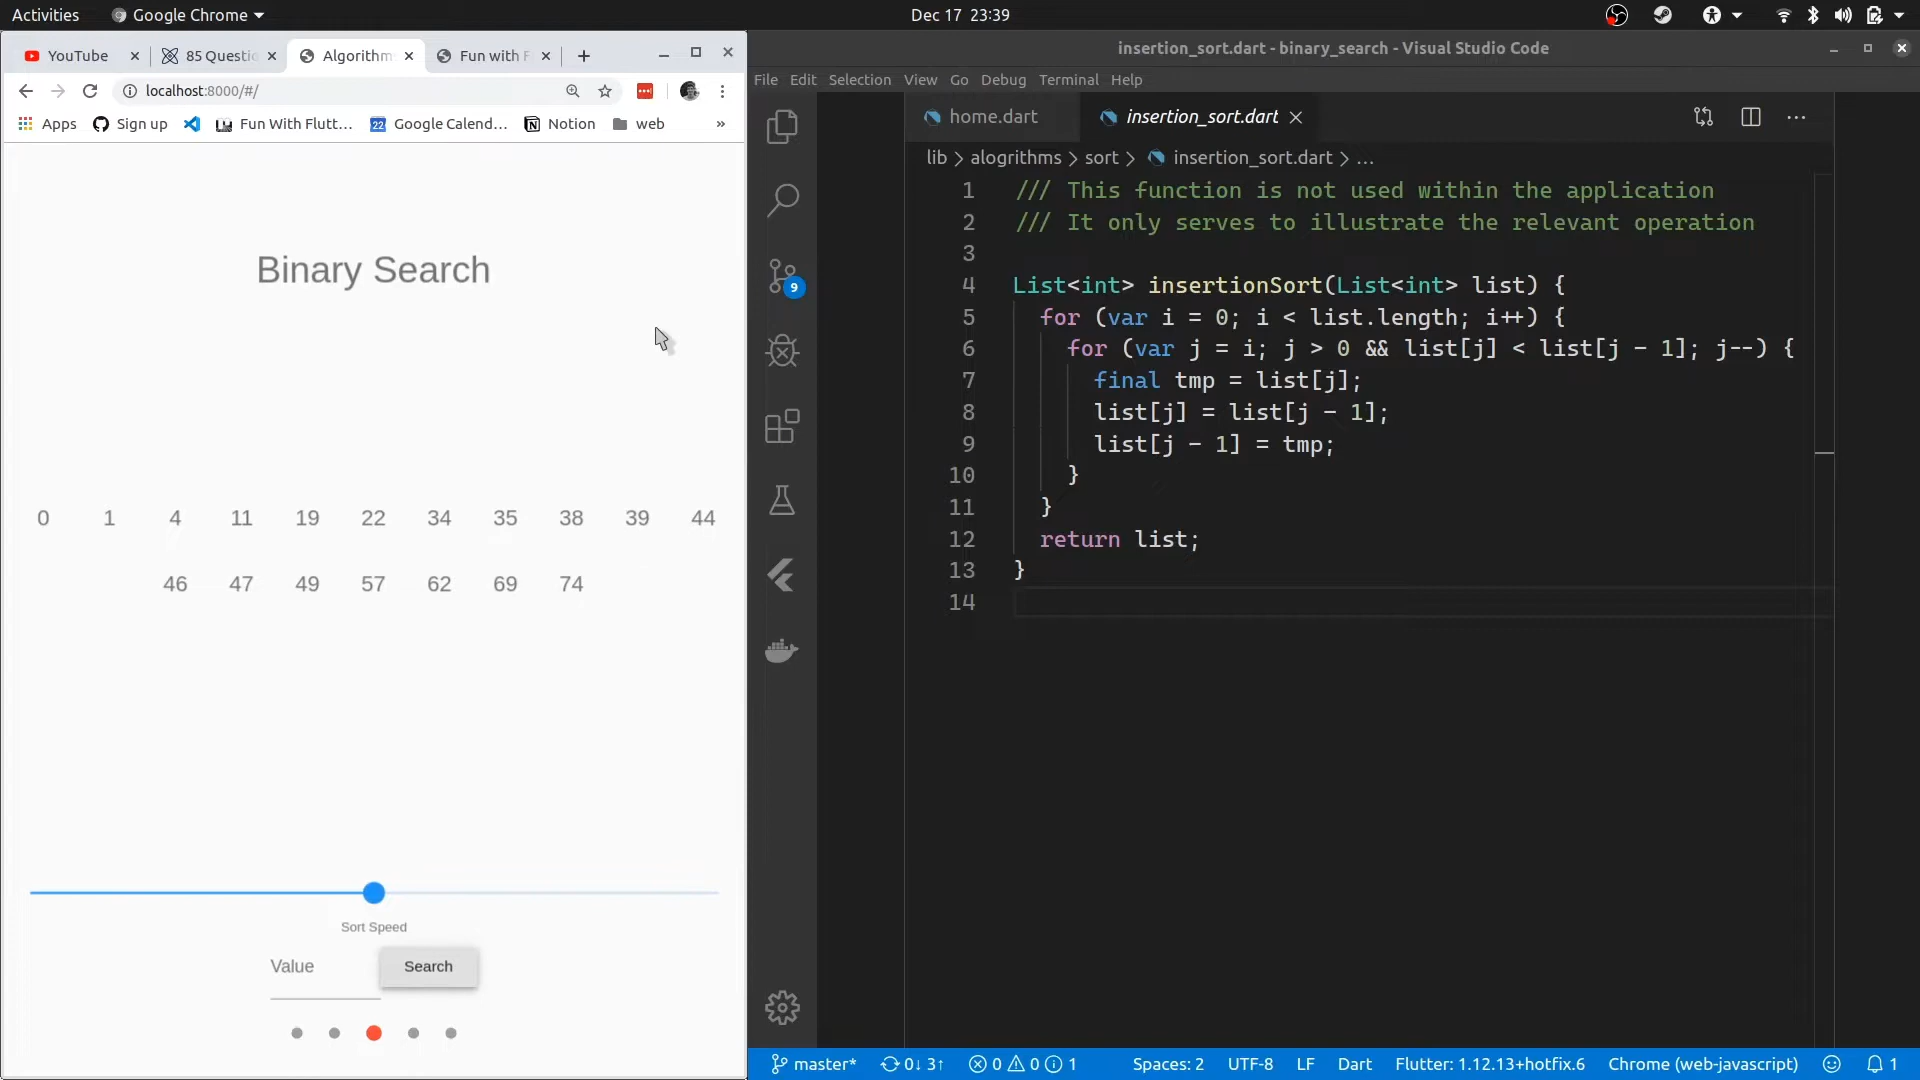 Activities Google Chrome Dec 17 23:39
YouTube 85 Questio Algorithms Fun with F
insertion_sort.dart - binary_search - Visual Studio Code
localhost:8000/#/
File Edit Selection View Go Debug Terminal Help
Apps Sign up Fun With Flutt... 22 Google Calend... Notion web »
home.dart insertion_sort.dart
lib > alogrithms > sort > insertion_sort.dart > ...
Binary Search
0 1 4 11 19 22 34 35 38 39 44
46 47 49 57 62 69 74
Sort Speed
Value Search
1 /// This function is not used within the application
2 /// It only serves to illustrate the relevant operation
3
4 List<int> insertionSort(List<int> list) {
5 for (var i = 0; i < list.length; i++) {
6 for (var j = i; j > 0 && list[j] < list[j - 1]; j--) {
7 final tmp = list[j];
8 list[j] = list[j - 1];
9 list[j - 1] = tmp;
10 }
11 }
12 return list;
13 }
14
9
master* 0↓ 3↑ 0 0 1 Spaces: 2 UTF-8 LF Dart Flutter: 1.12.13+hotfix.6 Chrome (web-javascript) 1